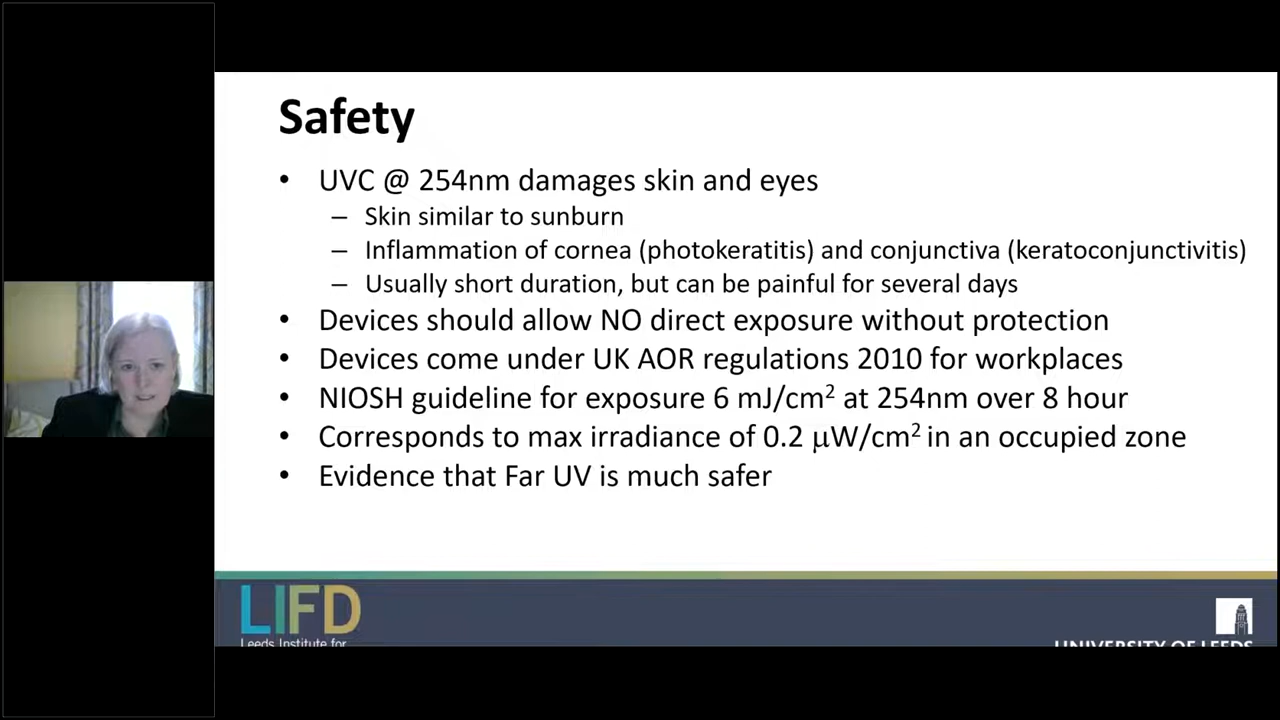 Safety
• UVC @ 254nm damages skin and eyes
– Skin similar to sunburn
– Inflammation of cornea (photokeratitis) and conjunctiva (keratoconjunctivitis)
– Usually short duration, but can be painful for several days
• Devices should allow NO direct exposure without protection
• Devices come under UK AOR regulations 2010 for workplaces
• NIOSH guideline for exposure 6 mJ/cm² at 254nm over 8 hour
• Corresponds to max irradiance of 0.2 μW/cm² in an occupied zone
• Evidence that Far UV is much safer
LIFD
Leeds Institute for
UNIVERSITY OF LEEDS